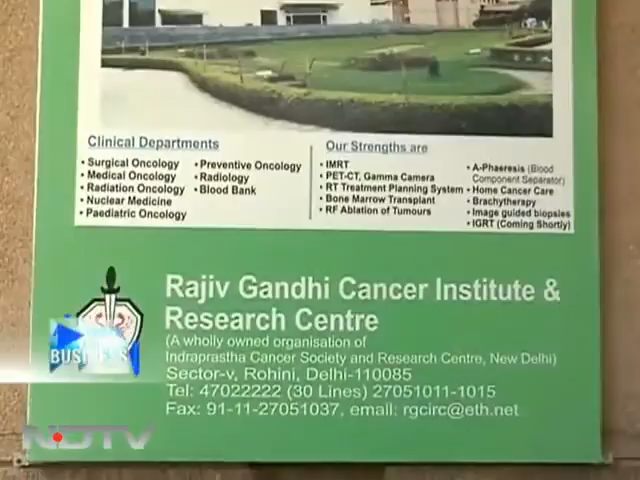 Clinical Departments
• Surgical Oncology
• Medical Oncology
• Radiation Oncology
• Nuclear Medicine
• Paediatric Oncology
• Preventive Oncology
• Radiology
• Blood Bank
Our Strengths are
• IMRT
• PET-CT, Gamma Camera
• RT Treatment Planning System
• Bone Marrow Transplant
• RF Ablation of Tumours
• A-Phaeresis (Blood
Component Separator)
• Home Cancer Care
• Brachytherapy
• Image guided biopsies
• IGRT (Coming Shortly)
Rajiv Gandhi Cancer Institute &
Research Centre
(A wholly owned organisation of
Indraprastha Cancer Society and Research Centre, New Delhi)
Sector-v, Rohini, Delhi-110085
Tel: 47022222 (30 Lines) 27051011-1015
Fax: 91-11-27051037, email: rgcirc@eth.net
BUSINESS
NDTV